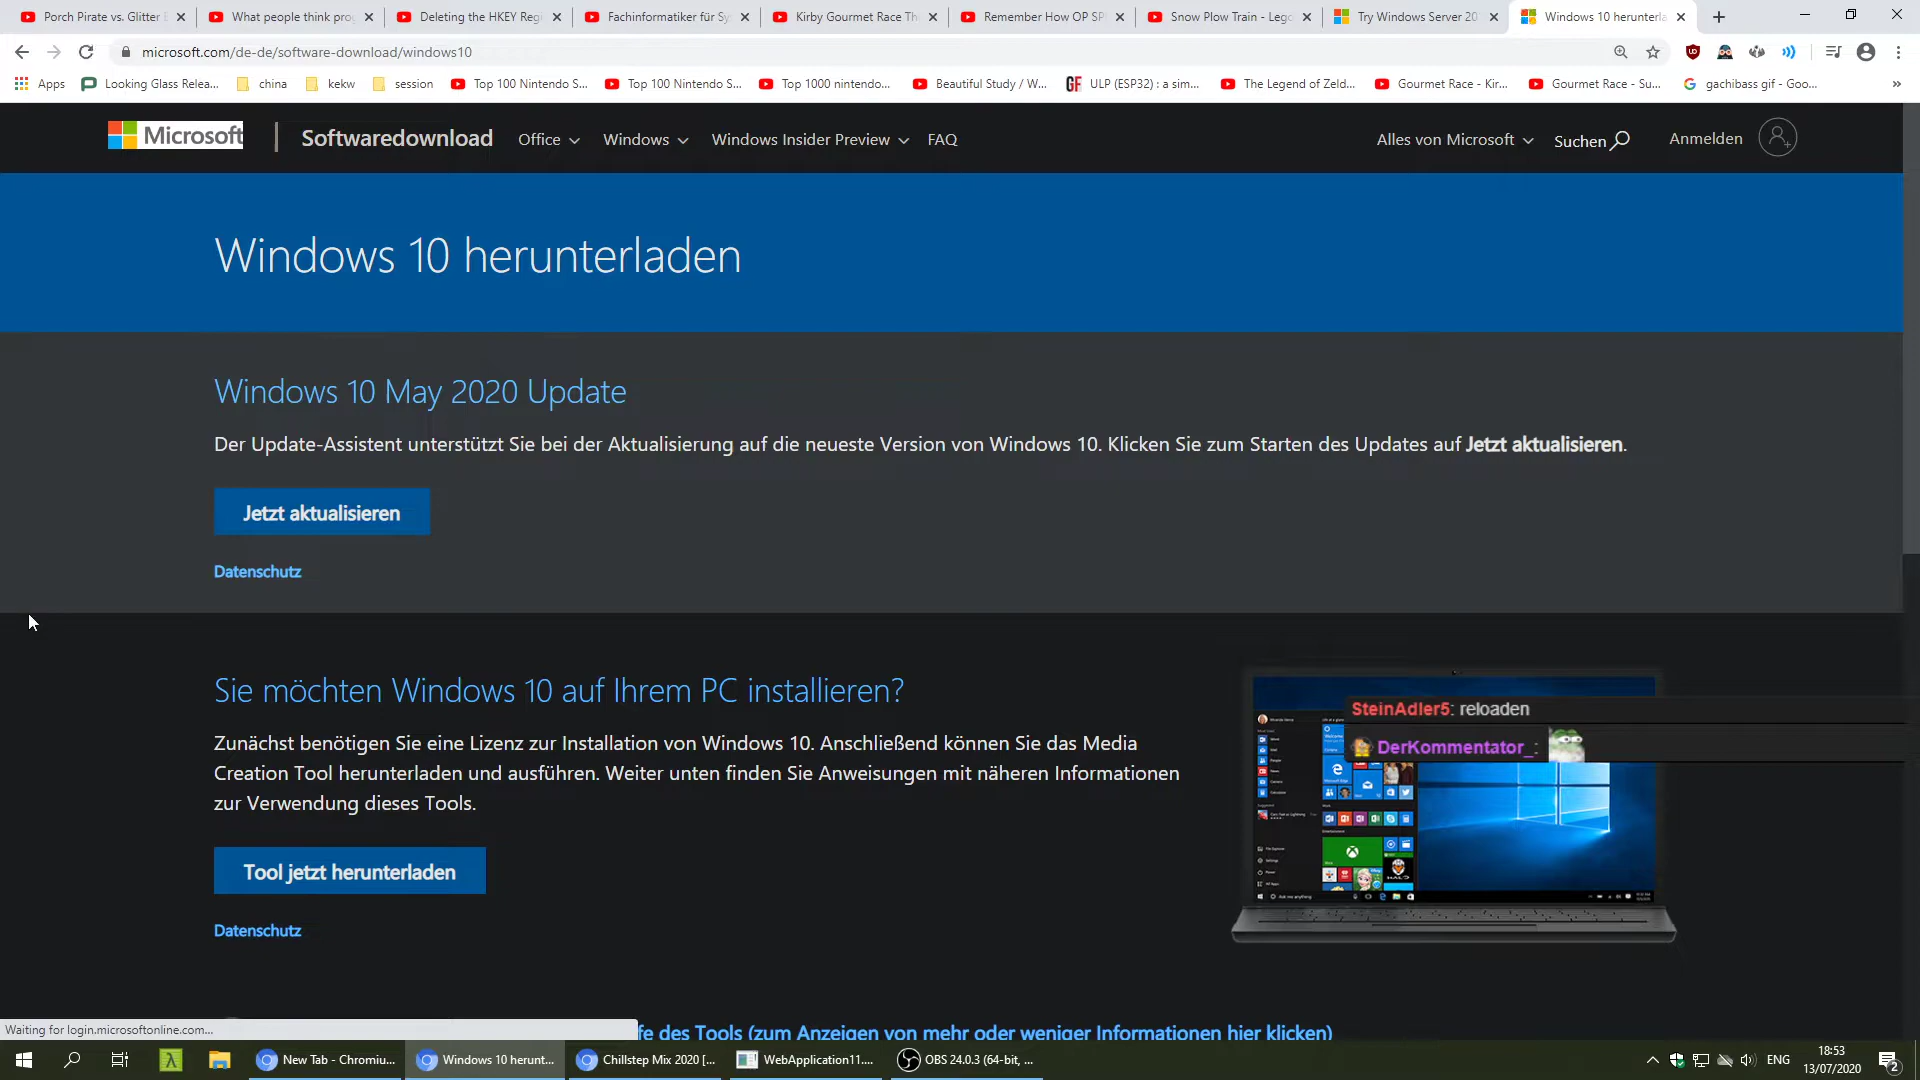 Porch Pirate vs. Glitter E
What people think pro
Deleting the HKEY Reg
Fachinformatiker für Sy
Kirby Gourmet Race Th
Remember How OP SP
Snow Plow Train - Lego
Try Windows Server 20
Windows 10 herunterla
microsoft.com/de-de/software-download/windows10
Apps
Looking Glass Relea...
china
kekw
session
Top 100 Nintendo S...
Top 100 Nintendo S...
Top 1000 nintendo...
Beautiful Study / W...
GF
ULP (ESP32) : a sim...
The Legend of Zeld...
Gourmet Race - Kir...
Gourmet Race - Su...
gachibass gif - Goo...
Microsoft
Softwaredownload
Office
Windows
Windows Insider Preview
FAQ
Alles von Microsoft
Suchen
Anmelden
Windows 10 herunterladen
Windows 10 May 2020 Update
Der Update-Assistent unterstützt Sie bei der Aktualisierung auf die neueste Version von Windows 10. Klicken Sie zum Starten des Updates auf Jetzt aktualisieren.
Jetzt aktualisieren
Datenschutz
Sie möchten Windows 10 auf Ihrem PC installieren?
Zunächst benötigen Sie eine Lizenz zur Installation von Windows 10. Anschließend können Sie das Media
Creation Tool herunterladen und ausführen. Weiter unten finden Sie Anweisungen mit näheren Informationen
zur Verwendung dieses Tools.
Tool jetzt herunterladen
Datenschutz
SteinAdler5: reloaden
DerKommentator_:
Waiting for login.microsoftonline.com...
fe des Tools (zum Anzeigen von mehr oder weniger Informationen hier klicken)
New Tab - Chromiu...
Windows 10 herunt...
Chillstep Mix 2020 [...
WebApplication11....
OBS 24.0.3 (64-bit, ...
ENG
18:53
13/07/2020
2